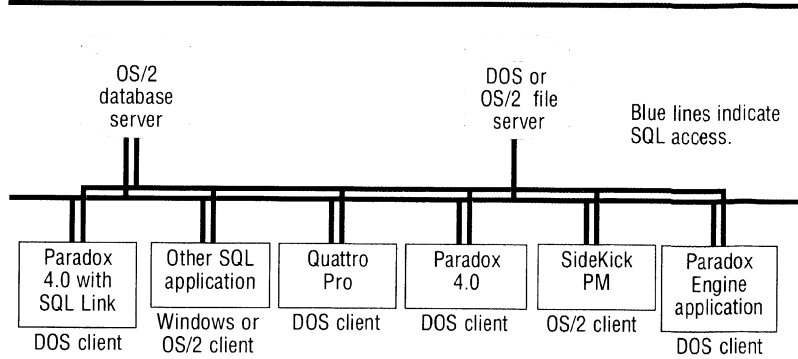 OS/2
database
server
DOS or
OS/2 file
server
Blue lines indicate
SQL access.
Paradox
4.0 with
SQL Link
DOS client
Other SQL
application
Windows or
OS/2 client
Quattro
Pro
DOS client
Paradox
4.0
DOS client
SideKick
PM
OS/2 client
Paradox
Engine
application
DOS client